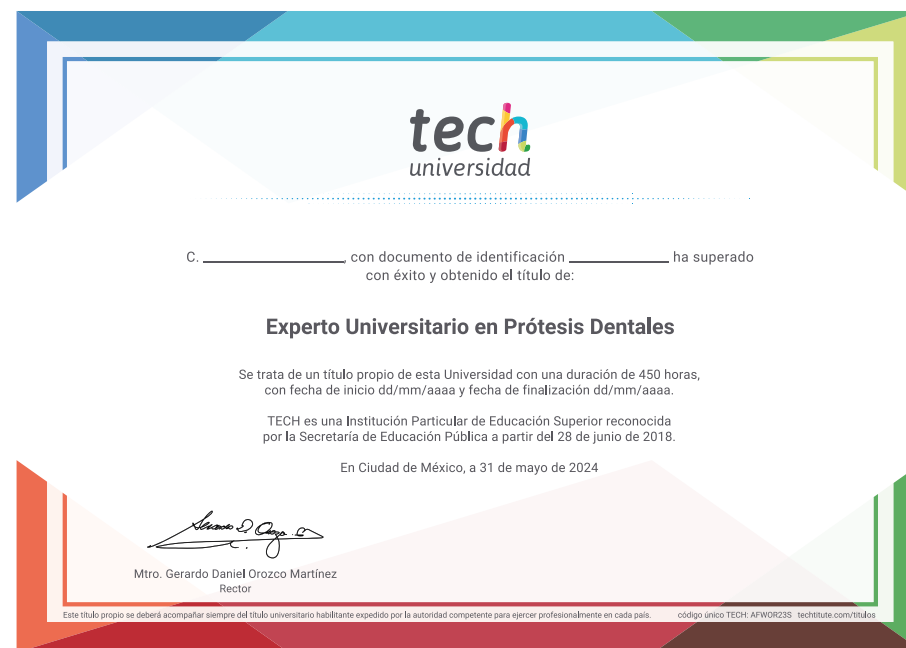 tech
universidad
C. ____________, con documento de identificación ____________ ha superado
con éxito y obtenido el título de:
Experto Universitario en Prótesis Dentales
Se trata de un título propio de esta Universidad con una duración de 450 horas,
con fecha de inicio dd/mm/aaaa y fecha de finalización dd/mm/aaaa.
TECH es una Institución Particular de Educación Superior reconocida
por la Secretaría de Educación Pública a partir del 28 de junio de 2018.
En Ciudad de México, a 31 de mayo de 2024
Mtro. Gerardo Daniel Orozco Martínez
Rector
Este título propio se deberá acompañar siempre del título universitario habilitante expedido por la autoridad competente para ejercer profesionalmente en cada país. código único TECH: AFWOR23S techtitute.com/titulos